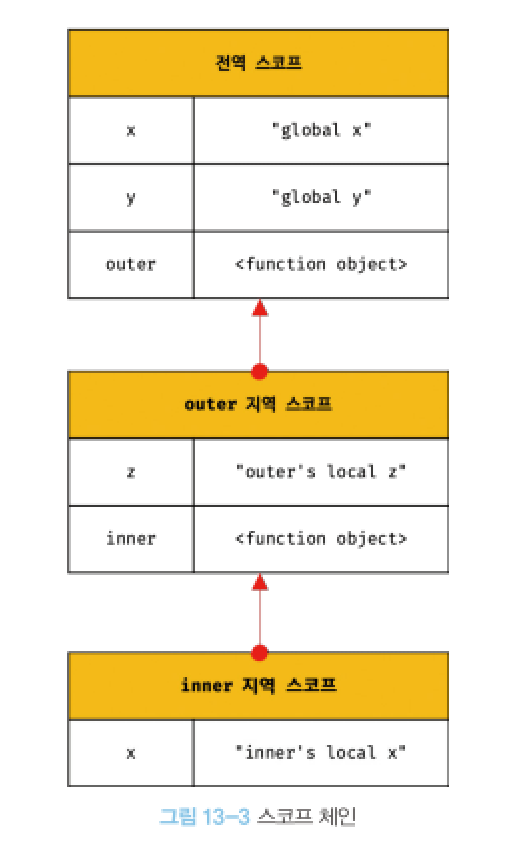 전역 스코프
x "global x"
y "global y"
outer <function object>
outer 지역 스코프
z "outer's local z"
inner <function object>
inner 지역 스코프
x "inner's local x"
그림 13-3 스코프 체인